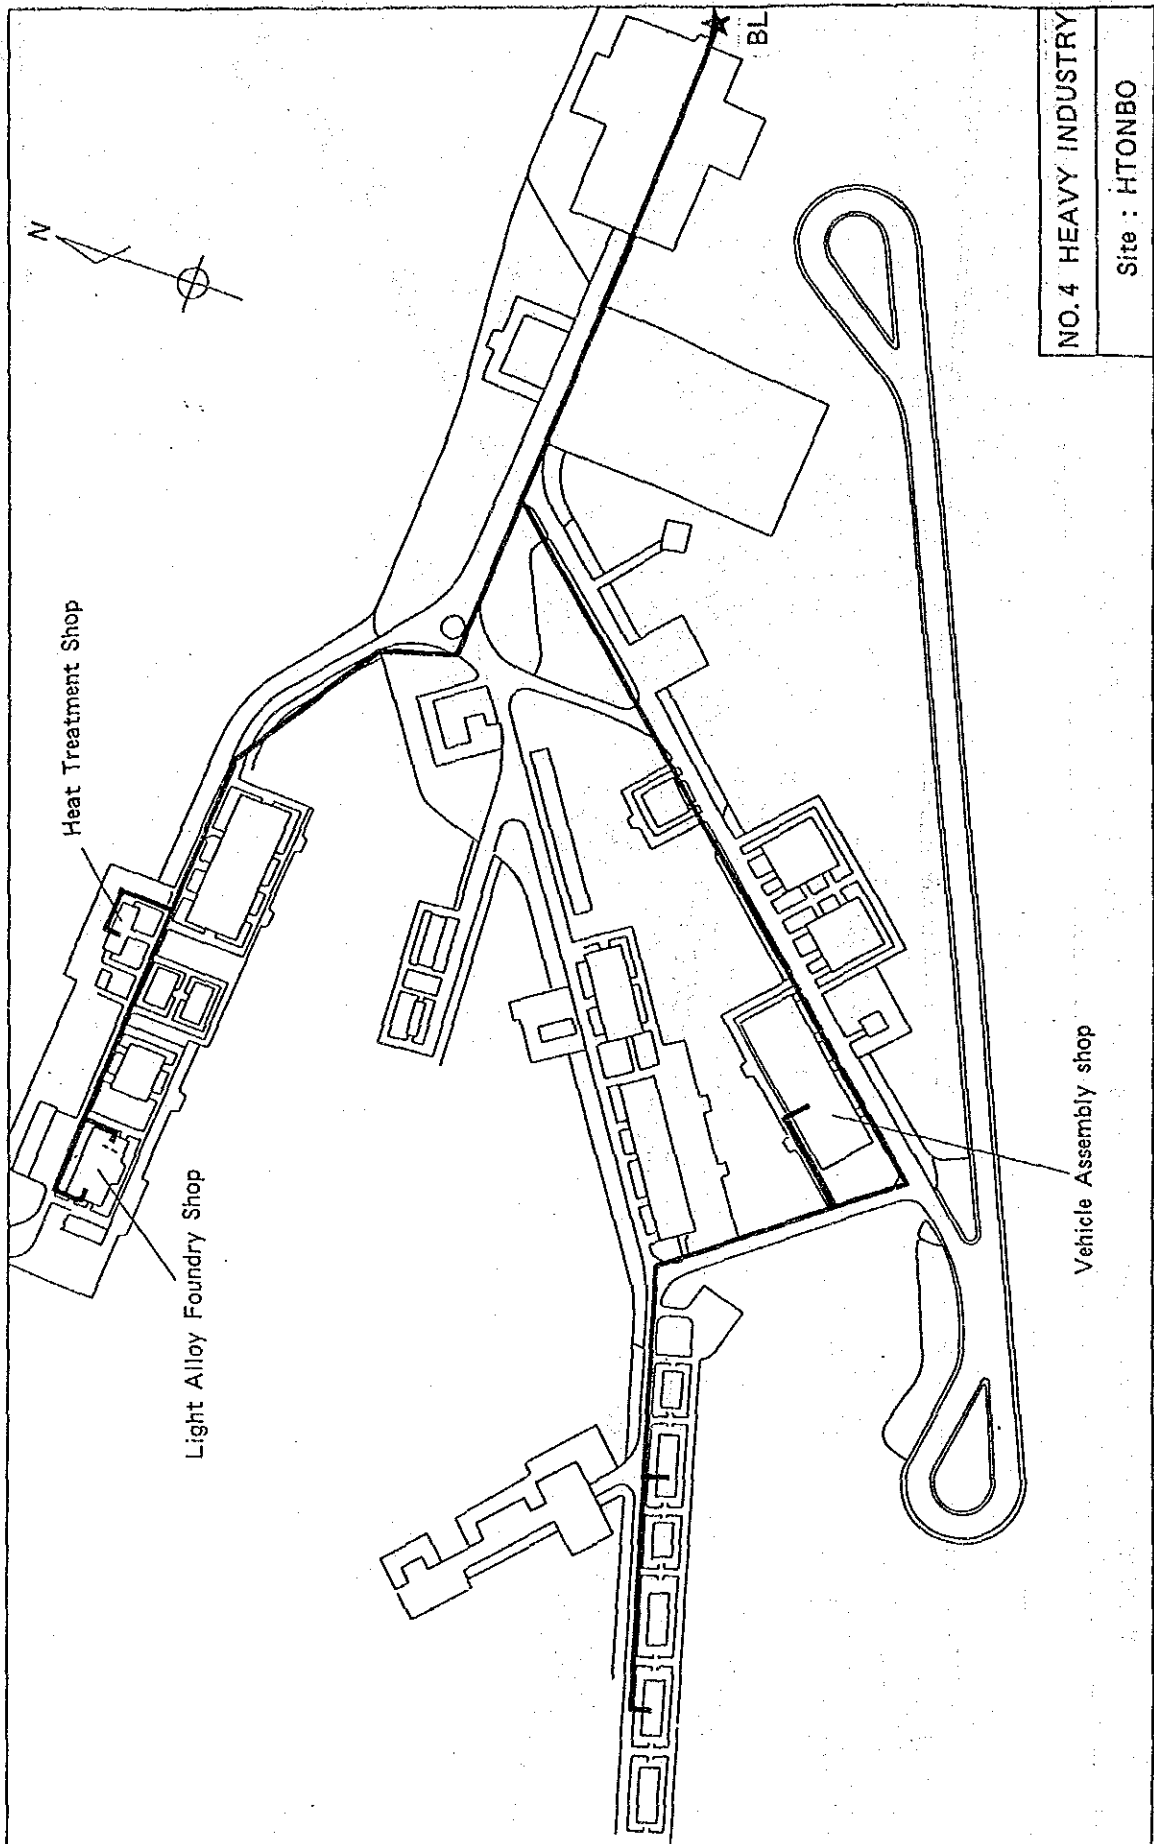 N
BL
Heat Treatment Shop
Light Alloy Foundry Shop
Vehicle Assembly shop
NO.4 HEAVY INDUSTRY
Site : HTONBO